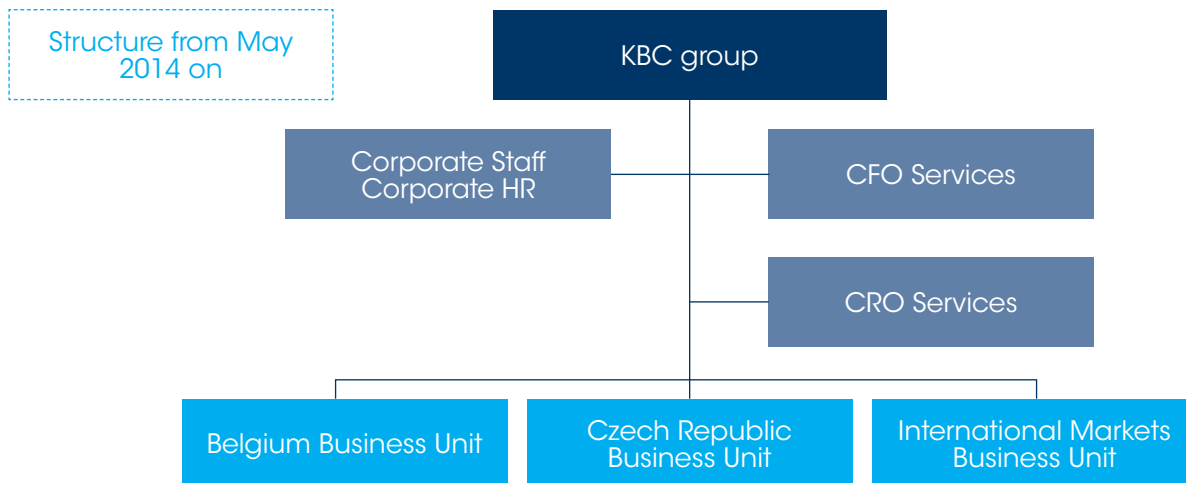 Structure from May
2014 on
KBC group
Corporate Staff
Corporate HR
CFO Services
CRO Services
Belgium Business Unit
Czech Republic
Business Unit
International Markets
Business Unit